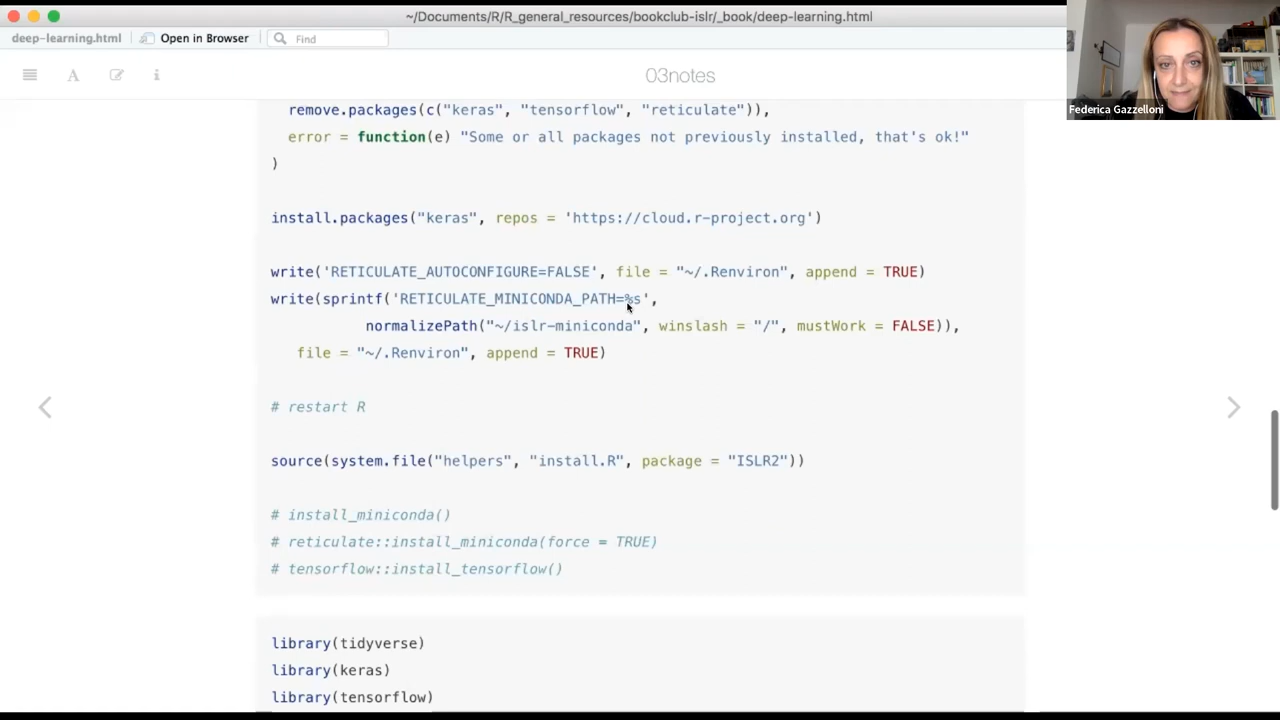 ~/Documents/R/R_general_resources/bookclub-islr/_book/deep-learning.html
deep-learning.html
Open in Browser
Find
A
i
03notes
Federica Gazzelloni
remove.packages(c("keras", "tensorflow", "reticulate")),
error = function(e) "Some or all packages not previously installed, that's ok!"
)
install.packages("keras", repos = 'https://cloud.r-project.org')
write('RETICULATE_AUTOCONFIGURE=FALSE', file = "~/.Renviron", append = TRUE)
write(sprintf('RETICULATE_MINICONDA_PATH=%s',
normalizePath("~/islr-miniconda", winslash = "/", mustWork = FALSE)),
file = "~/.Renviron", append = TRUE)
# restart R
source(system.file("helpers", "install.R", package = "ISLR2"))
# install_miniconda()
# reticulate::install_miniconda(force = TRUE)
# tensorflow::install_tensorflow()
library(tidyverse)
library(keras)
library(tensorflow)